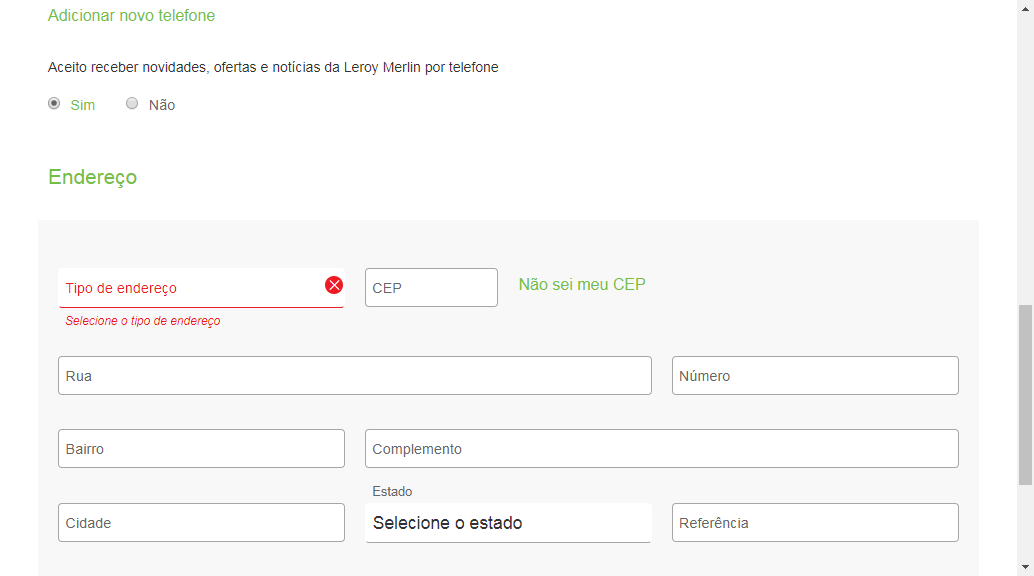 Adicionar novo telefone
Aceito receber novidades, ofertas e notícias da Leroy Merlin por telefone
Sim Não
Endereço
Tipo de endereço CEP Não sei meu CEP
Selecione o tipo de endereço
Rua Número
Bairro Complemento
Estado
Cidade Selecione o estado Referência